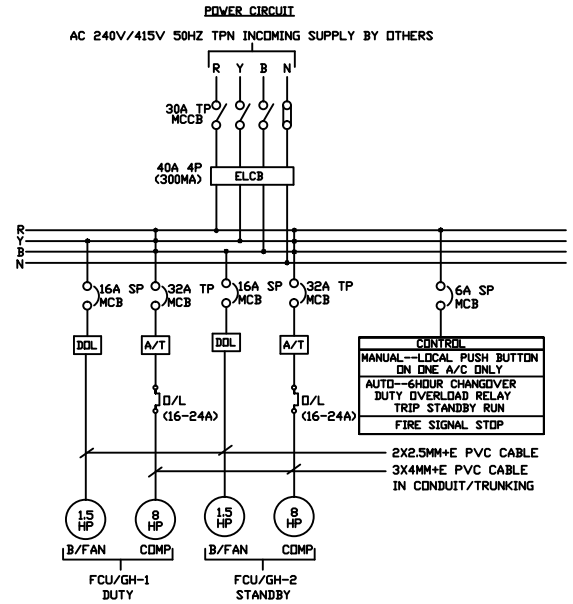 POWER CIRCUIT
AC 240V/415V 50HZ TPN INCOMING SUPPLY BY OTHERS
R Y B N
30A TP
MCCB
40A 4P
(300MA)
ELCB
R
Y
B
N
16A SP
MCB
32A TP
MCB
16A SP
MCB
32A TP
MCB
6A SP
MCB
DOL
A/T
DOL
A/T
CONTROL
MANUAL--LOCAL PUSH BUTTON
ON ONE A/C ONLY
AUTO--6HOUR CHANGOVER
DUTY OVERLOAD RELAY
TRIP STANDBY RUN
FIRE SIGNAL STOP
O/L
(16-24A)
O/L
(16-24A)
2X2.5MM+E PVC CABLE
3X4MM+E PVC CABLE
IN CONDUIT/TRUNKING
1.5
HP
8
HP
1.5
HP
8
HP
B/FAN
COMP
B/FAN
COMP
FCU/GH-1
DUTY
FCU/GH-2
STANDBY